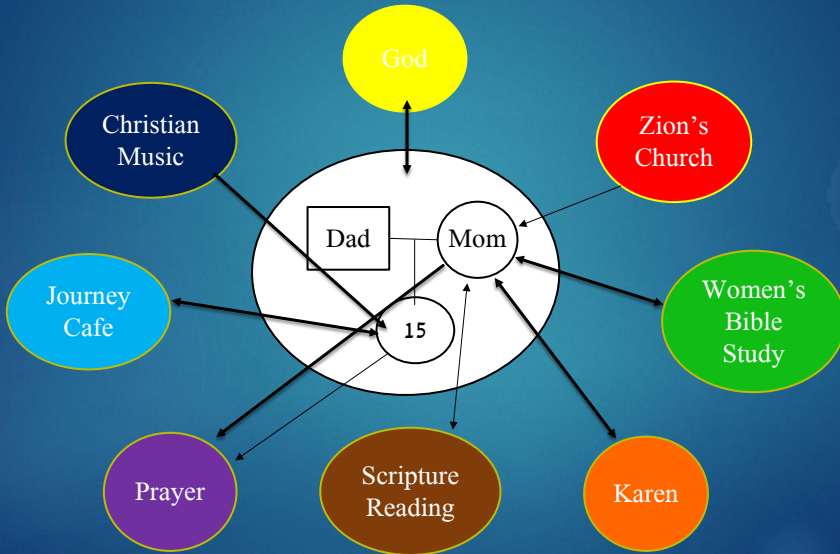 God
Christian
Music
Zion's
Church
Dad
Mom
Journey
Cafe
15
Women's
Bible
Study
Prayer
Scripture
Reading
Karen